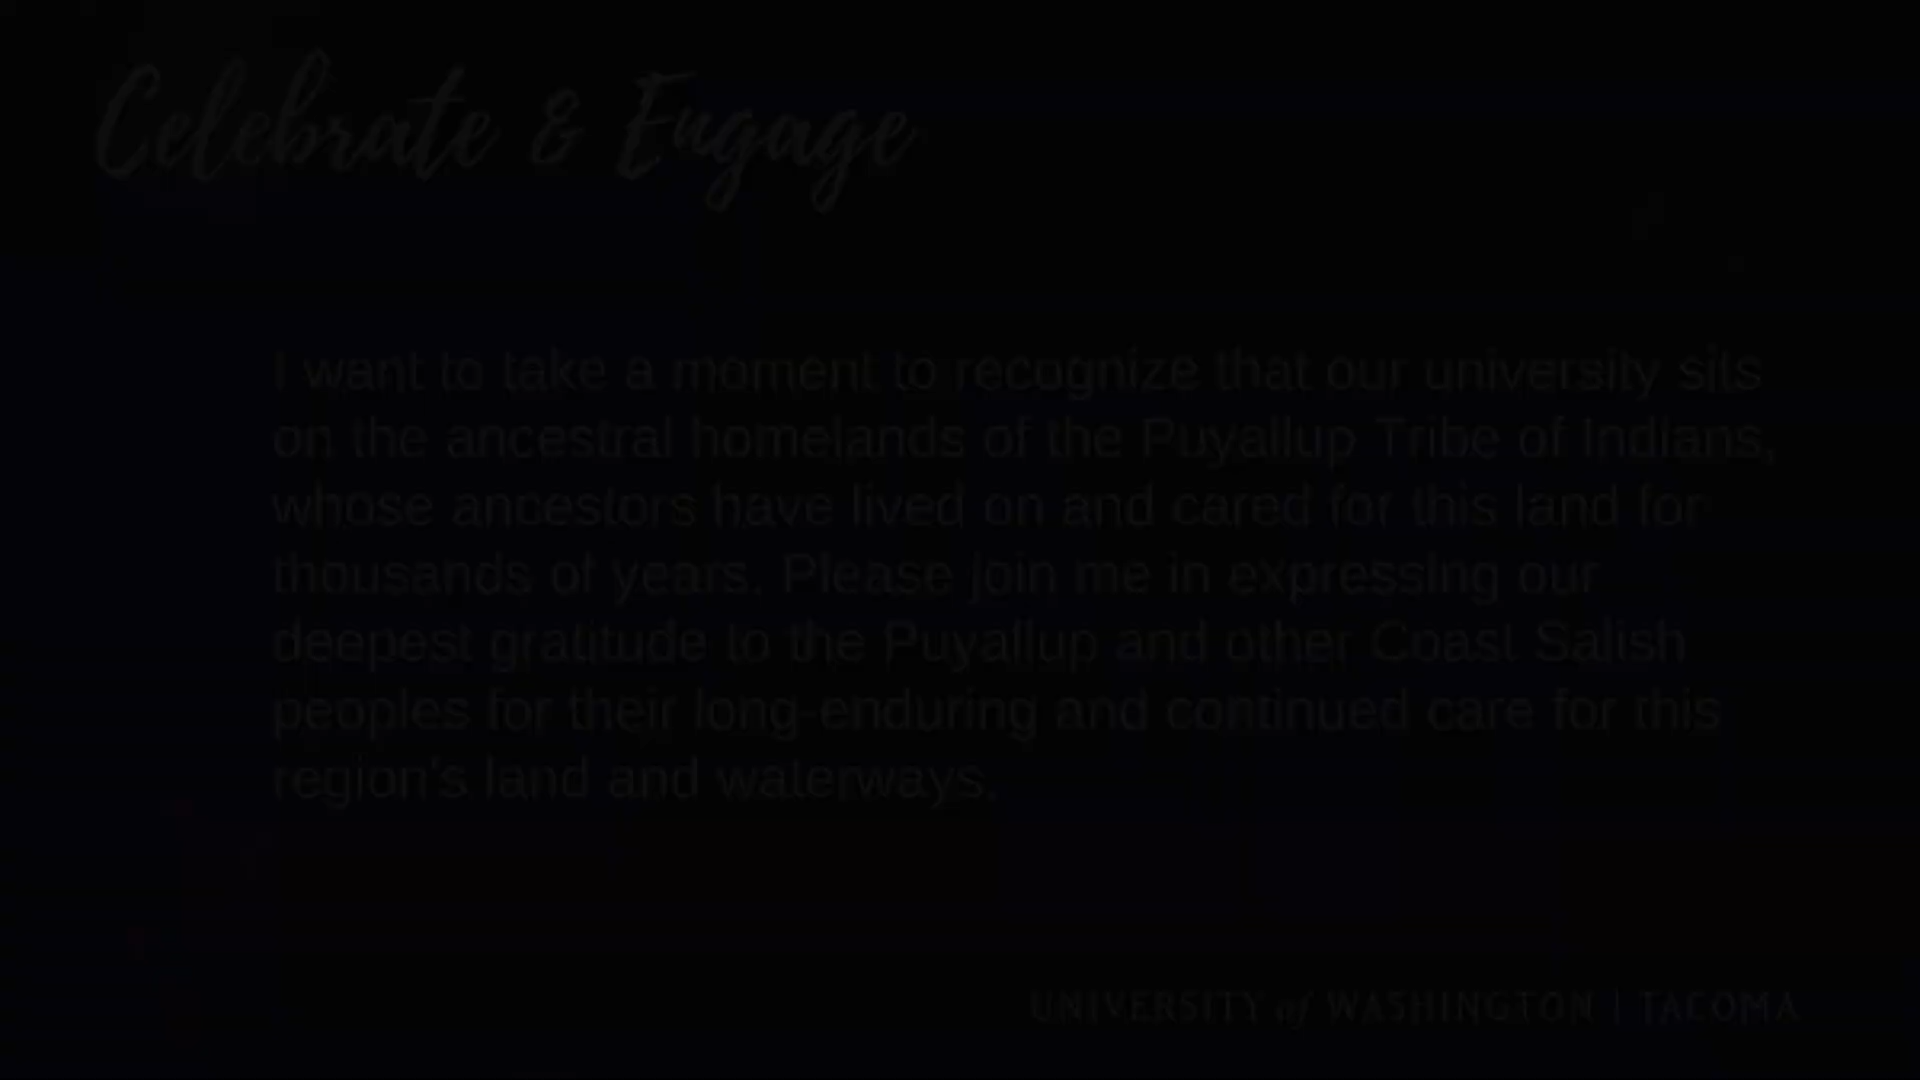 Celebrate & Engage
I want to take a moment to recognize that our university sits
on the ancestral homelands of the Puyallup Tribe of Indians,
whose ancestors have lived on and cared for this land for
thousands of years. Please join me in expressing our
deepest gratitude to the Puyallup and other Coast Salish
peoples for their long-enduring and continued care for this
region's land and waterways.
UNIVERSITY of WASHINGTON | TACOMA